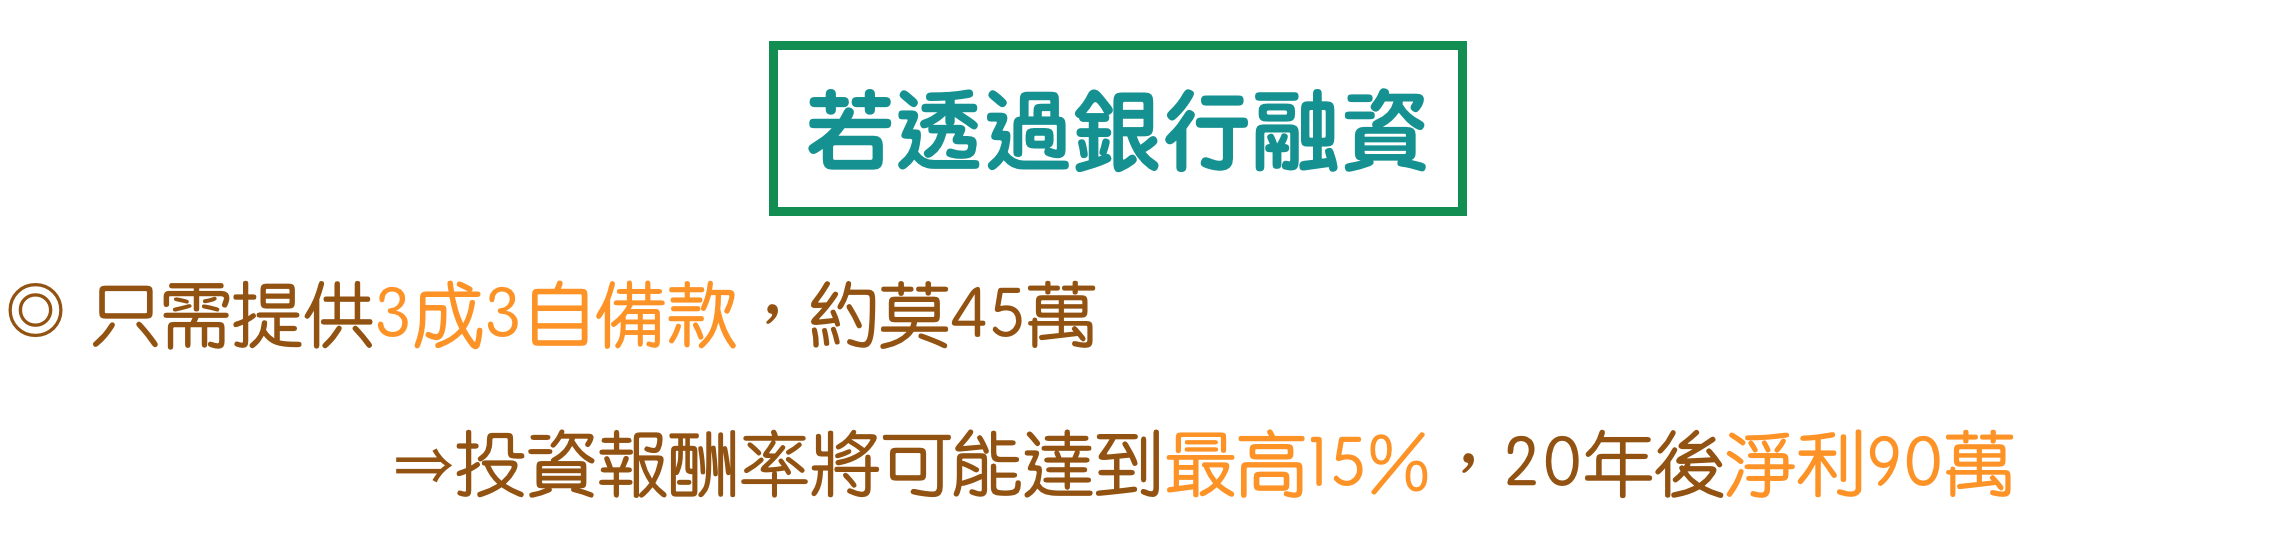 若透過銀行融資
◎ 只需提供3成3自備款，約莫45萬
⇒投資報酬率將可能達到最高15%，20年後淨利90萬